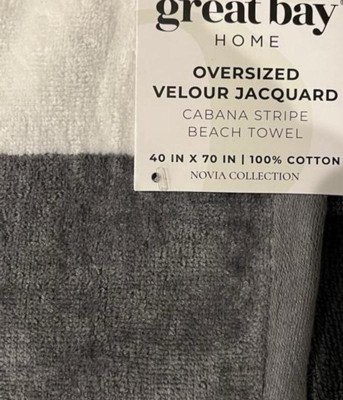 great bay
HOME
OVERSIZED
VELOUR JACQUARD
CABANA STRIPE
BEACH TOWEL
40 IN X 70 IN | 100% COTTON
NOVIA COLLECTION